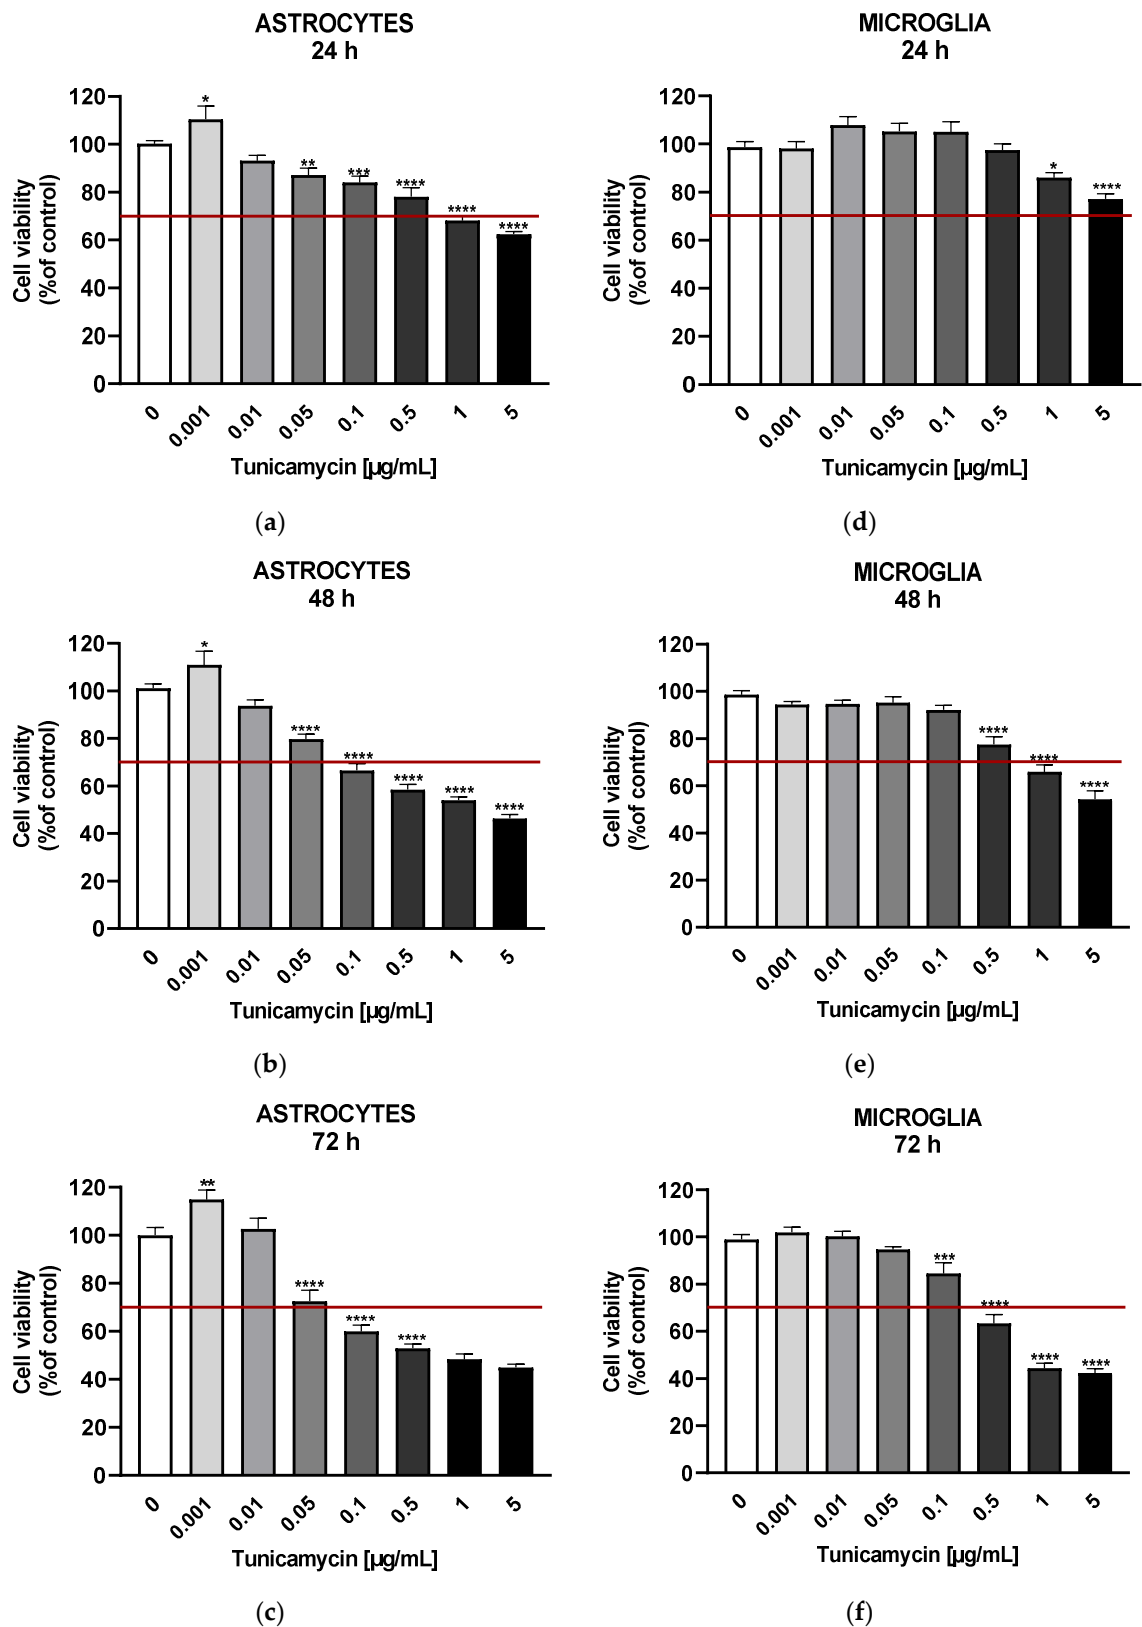 ASTROCYTES
24 h
Cell viability
(%of control)
120
100
80
60
40
20
0
*
**
***
****
****
****
0 0.001 0.01 0.05 0.1 0.5 1 5
Tunicamycin [µg/mL]
(a)
MICROGLIA
24 h
Cell viability
(%of control)
120
100
80
60
40
20
0
*
****
0 0.001 0.01 0.05 0.1 0.5 1 5
Tunicamycin [µg/mL]
(d)
ASTROCYTES
48 h
Cell viability
(%of control)
120
100
80
60
40
20
0
*
****
****
****
****
****
0 0.001 0.01 0.05 0.1 0.5 1 5
Tunicamycin [µg/mL]
(b)
MICROGLIA
48 h
Cell viability
(%of control)
120
100
80
60
40
20
0
****
****
****
0 0.001 0.01 0.05 0.1 0.5 1 5
Tunicamycin [µg/mL]
(e)
ASTROCYTES
72 h
Cell viability
(%of control)
120
100
80
60
40
20
0
**
****
****
****
0 0.001 0.01 0.05 0.1 0.5 1 5
Tunicamycin [µg/mL]
(c)
MICROGLIA
72 h
Cell viability
(%of control)
120
100
80
60
40
20
0
***
****
****
****
0 0.001 0.01 0.05 0.1 0.5 1 5
Tunicamycin [µg/mL]
(f)